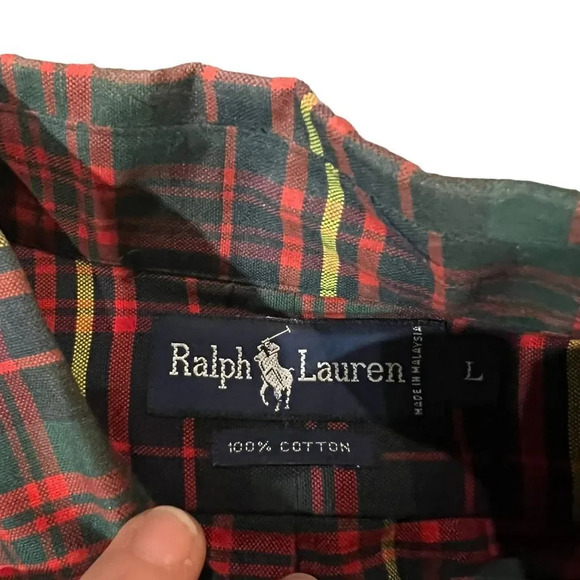 Ralph Lauren
MADE IN MALAYSIA
L
100% COTTON